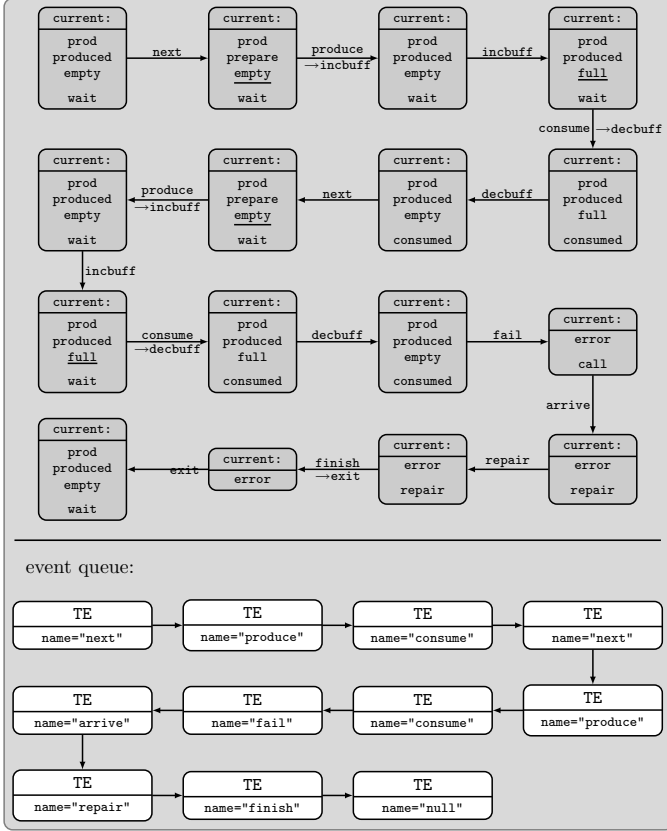 current:
prod
produced
empty
wait
next
current:
prod
prepare
empty
wait
produce
→incbuff
current:
prod
produced
empty
wait
incbuff
current:
prod
produced
full
wait
consume →decbuff
current:
prod
produced
empty
wait
produce
→incbuff
current:
prod
prepare
empty
wait
next
current:
prod
produced
empty
consumed
decbuff
current:
prod
produced
full
consumed
incbuff
current:
prod
produced
full
wait
consume
→decbuff
current:
prod
produced
full
consumed
decbuff
current:
prod
produced
empty
consumed
fail
current:
error
call
arrive
current:
prod
produced
empty
wait
exit
current:
error
finish
→exit
current:
error
repair
repair
current:
error
repair
event queue:
TE
name="next"
TE
name="produce"
TE
name="consume"
TE
name="next"
TE
name="arrive"
TE
name="fail"
TE
name="consume"
TE
name="produce"
TE
name="repair"
TE
name="finish"
TE
name="null"